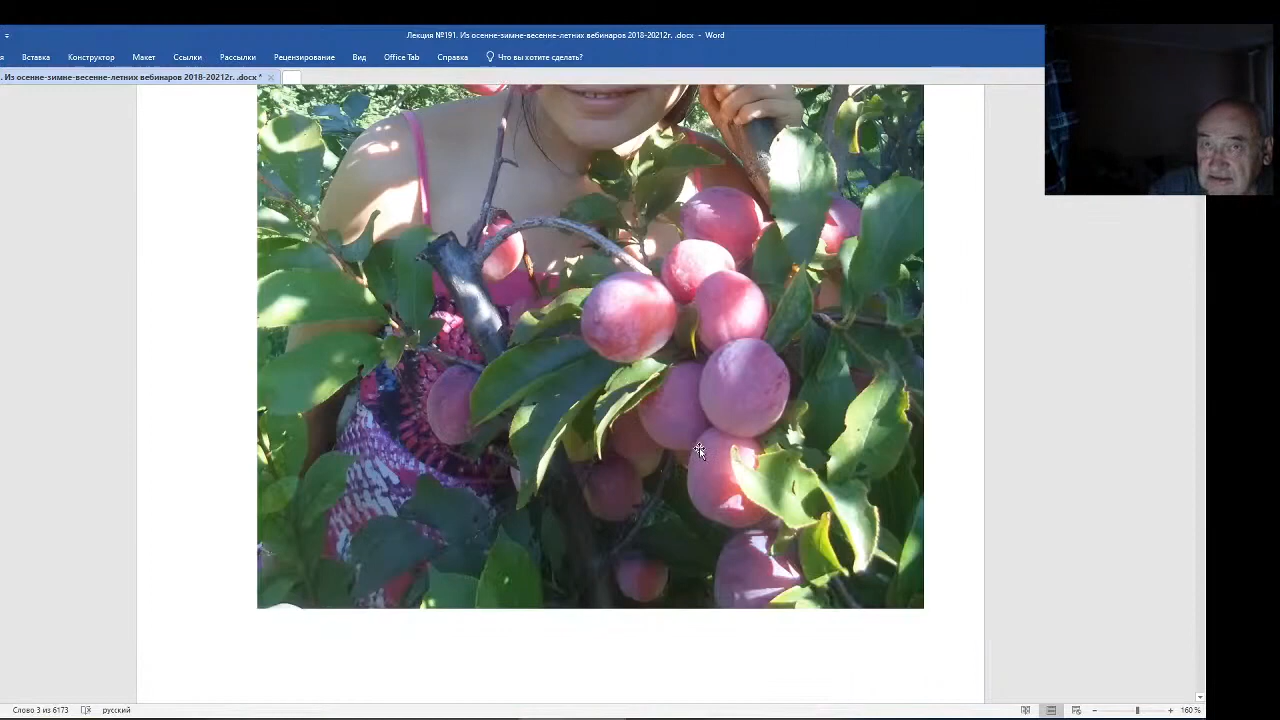 Лекция №191. Из осенне-зимне-весенне-летних вебинаров 2018-20212г. .docx - Word
я Вставка Конструктор Макет Ссылки Рассылки Рецензирование Вид Office Tab Справка Что вы хотите сделать?
. Из осенне-зимне-весенне-летних вебинаров 2018-20212г. .docx *
Слово 3 из 6173 русский 160 %